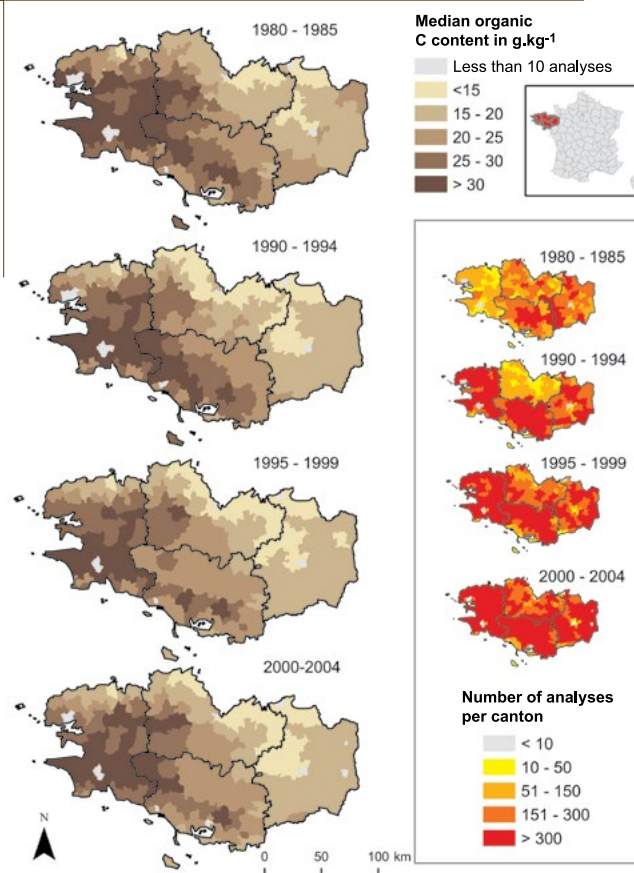 1980 - 1985
Median organic
C content in g.kg-1
Less than 10 analyses
<15
15 - 20
20 - 25
25 - 30
> 30
1990 - 1994
1995 - 1999
2000-2004
1980 - 1985
1990 - 1994
1995 - 1999
2000 - 2004
Number of analyses
per canton
< 10
10 - 50
51 - 150
151 - 300
> 300
N
0 50 100 km